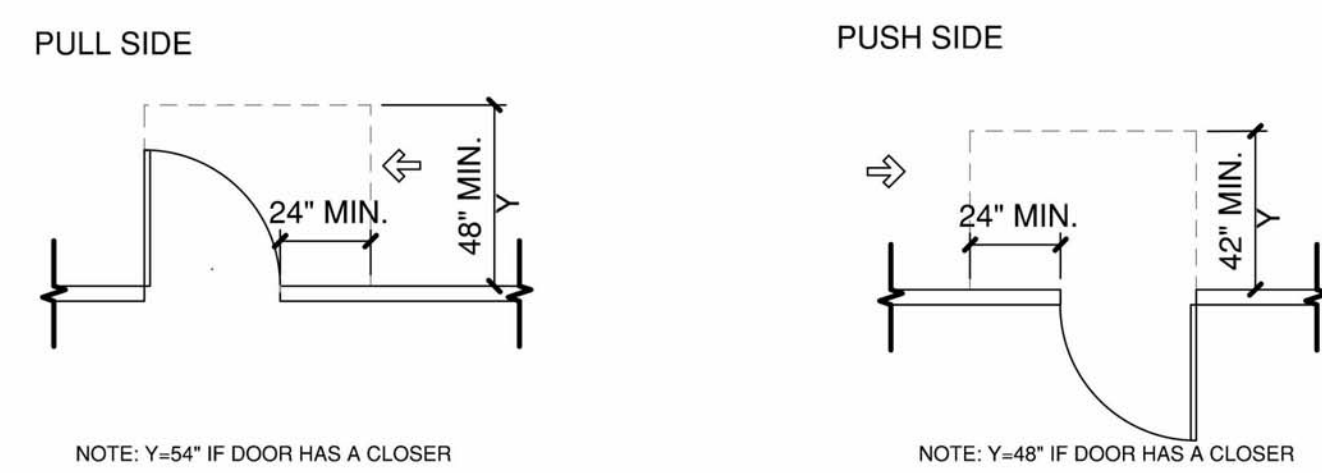 PULL SIDE
24" MIN.
48" MIN.
Y
NOTE: Y=54" IF DOOR HAS A CLOSER
PUSH SIDE
24" MIN.
42" MIN.
Y
NOTE: Y=48" IF DOOR HAS A CLOSER